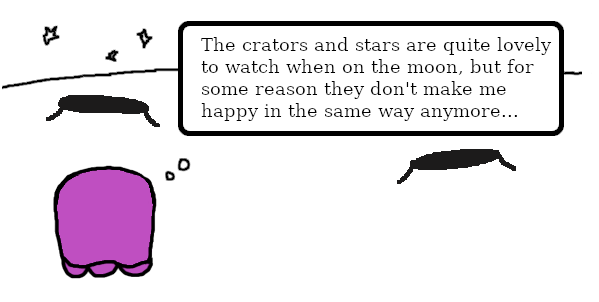 The crators and stars are quite lovely
to watch when on the moon, but for
some reason they don't make me
happy in the same way anymore...